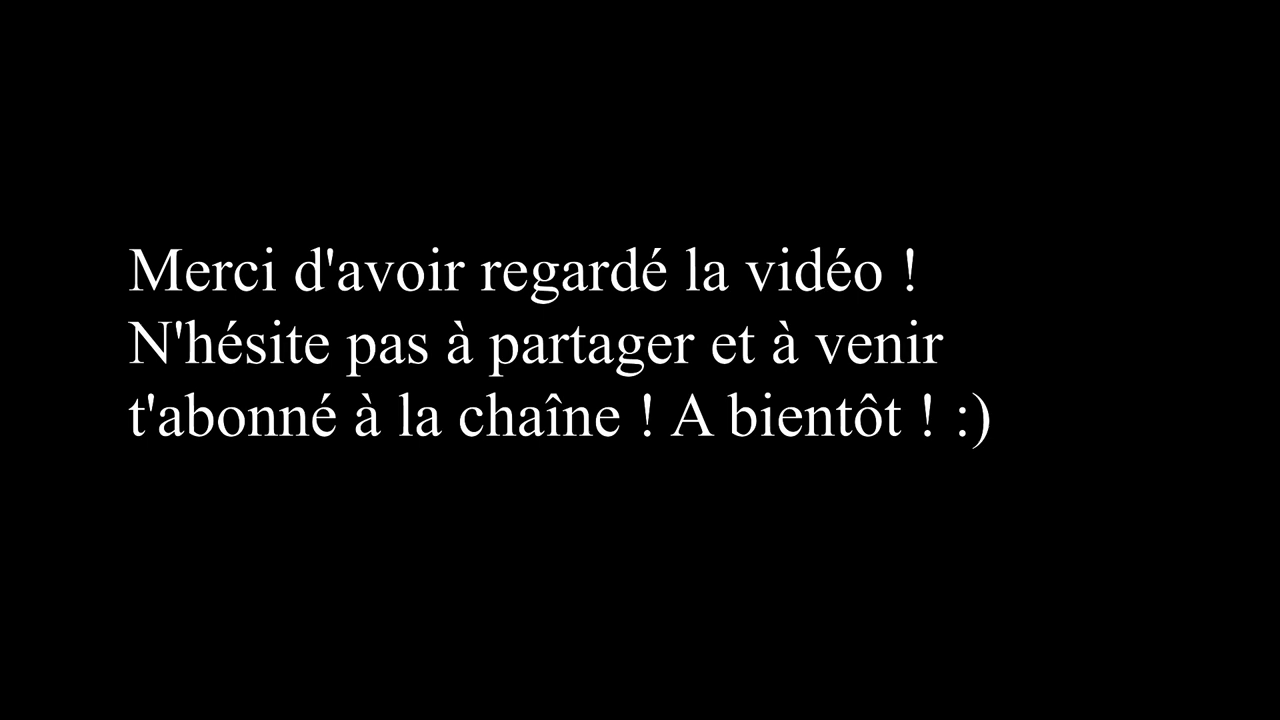 Merci d'avoir regardé la vidéo !
N'hésite pas à partager et à venir
t'abonné à la chaîne ! A bientôt ! :)